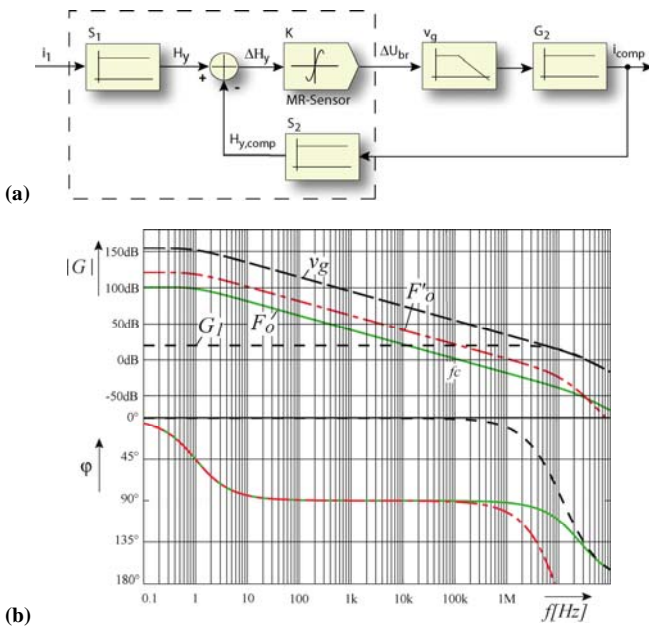 i1 S1 Hy ΔHy K ΔUbr vg G2 icomp
+ -
MR-Sensor
Hy,comp S2
(a)
|G|
150dB
100dB
50dB
0dB
-50dB
vg
F'o
G1 Fo
fc
φ
0°
45°
90°
135°
180°
0.1 1 10 100 1k 10k 100k 1M f[Hz]
(b)